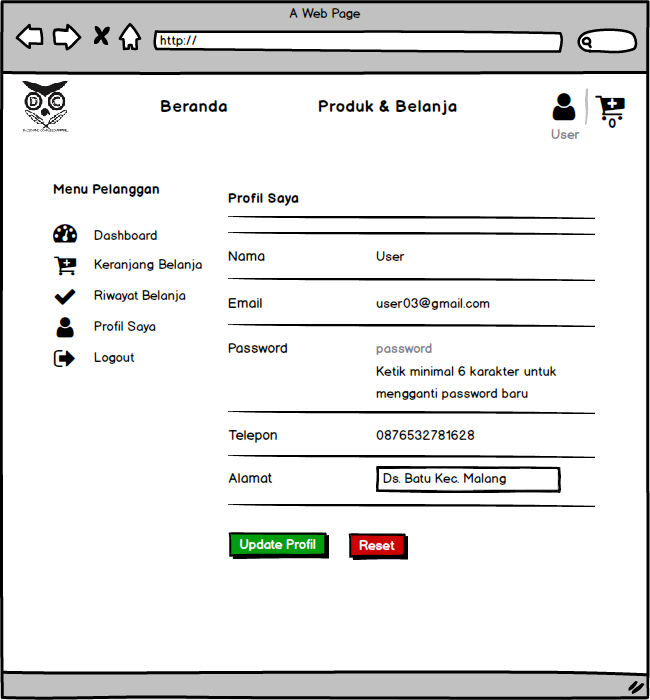 A Web Page
http://
D C
Beranda
Produk & Belanja
User
0
Menu Pelanggan
Dashboard
Keranjang Belanja
Riwayat Belanja
Profil Saya
Logout
Profil Saya
Nama User
Email user03@gmail.com
Password password
Ketik minimal 6 karakter untuk
mengganti password baru
Telepon 0876532781628
Alamat Ds. Batu Kec. Malang
Update Profil Reset